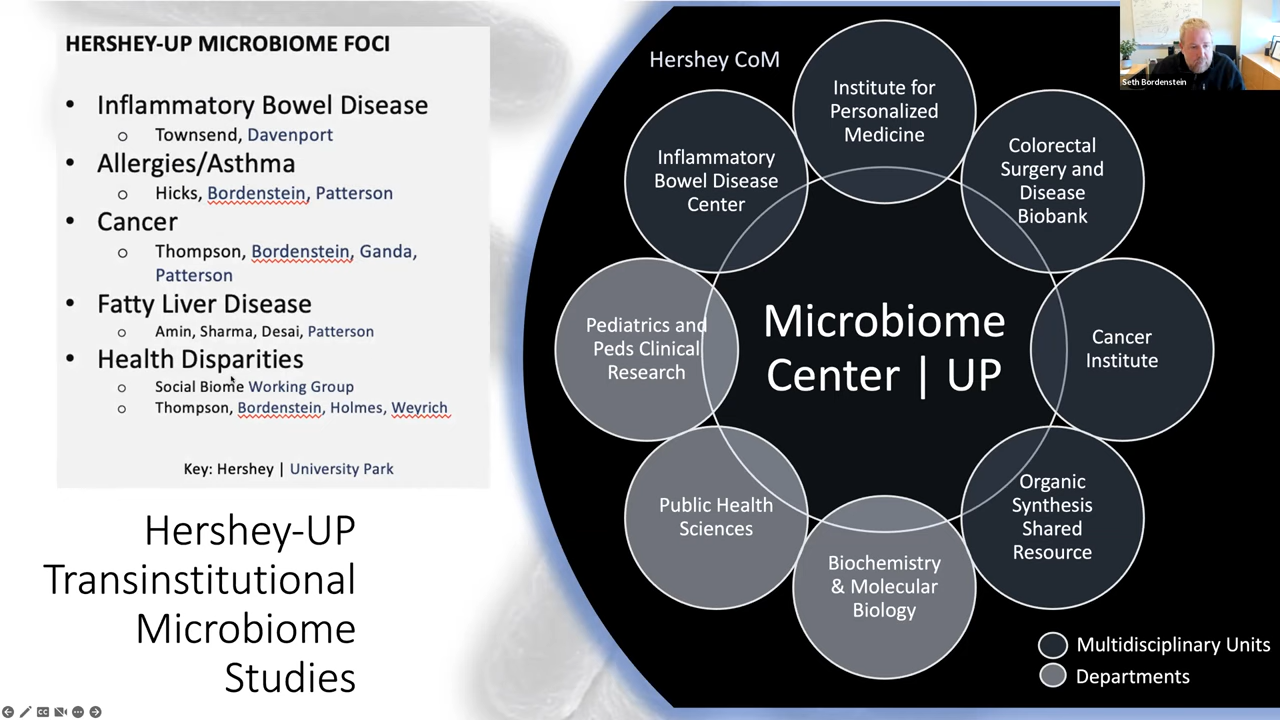 HERSHEY-UP MICROBIOME FOCI
• Inflammatory Bowel Disease
o Townsend, Davenport
• Allergies/Asthma
o Hicks, Bordenstein, Patterson
• Cancer
o Thompson, Bordenstein, Ganda,
Patterson
• Fatty Liver Disease
o Amin, Sharma, Desai, Patterson
• Health Disparities
o Social Biome Working Group
o Thompson, Bordenstein, Holmes, Weyrich
Key: Hershey | University Park
Hershey-UP
Transinstitutional
Microbiome
Studies
Hershey CoM
Institute for
Personalized
Medicine
Colorectal
Surgery and
Disease
Biobank
Cancer
Institute
Organic
Synthesis
Shared
Resource
Biochemistry
& Molecular
Biology
Public Health
Sciences
Pediatrics and
Peds Clinical
Research
Inflammatory
Bowel Disease
Center
Microbiome
Center | UP
Multidisciplinary Units
Departments
Seth Bordenstein